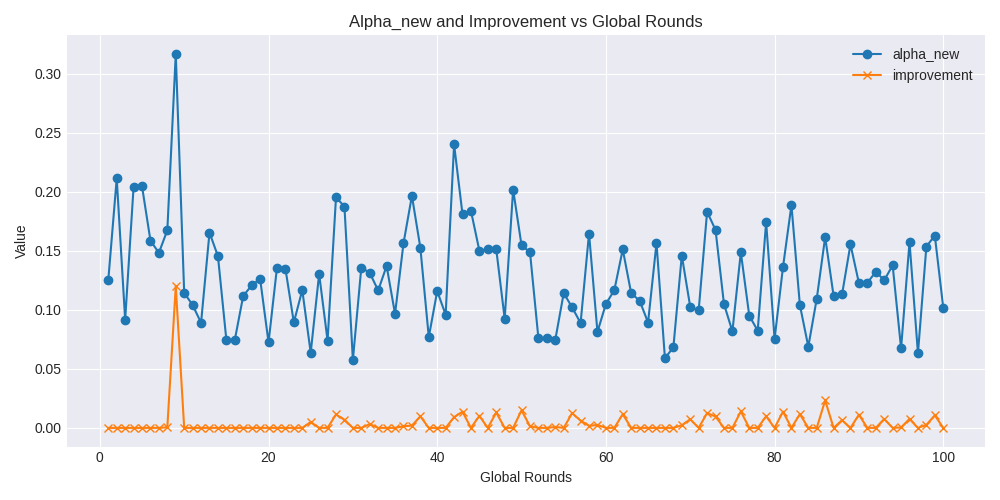 Alpha_new and Improvement vs Global Rounds
alpha_new
improvement
0.30
0.25
0.20
0.15
0.10
0.05
0.00
Value
0
20
40
60
80
100
Global Rounds